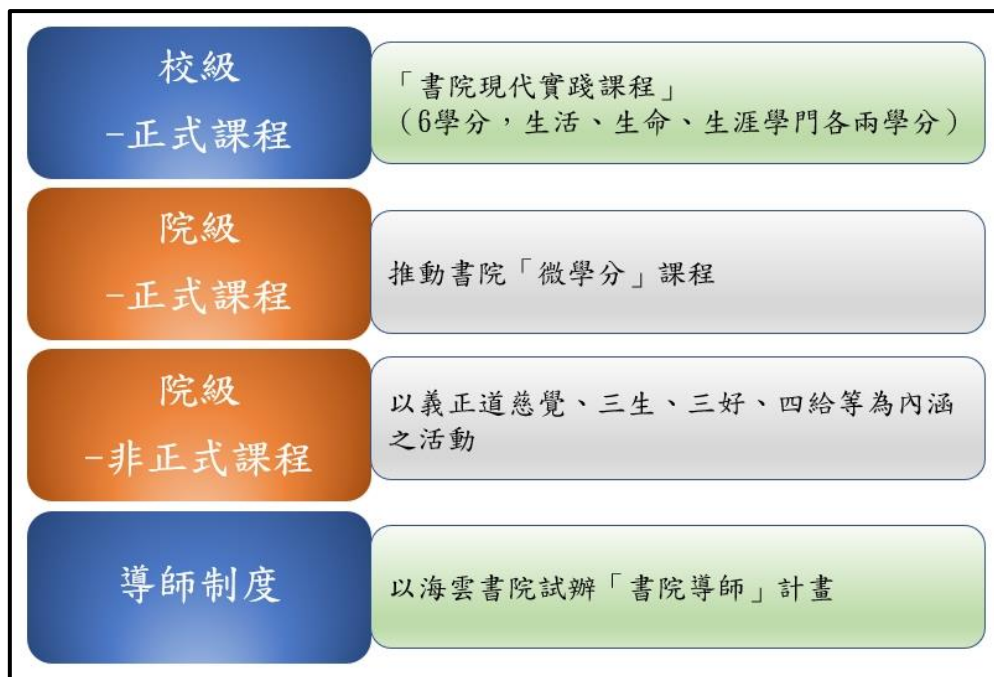 校級
-正式課程
「書院現代實踐課程」
（6學分，生活、生命、生涯學門各兩學分）
院級
-正式課程
推動書院「微學分」課程
院級
-非正式課程
以義正道慈覺、三生、三好、四給等為內涵
之活動
導師制度
以海雲書院試辦「書院導師」計畫